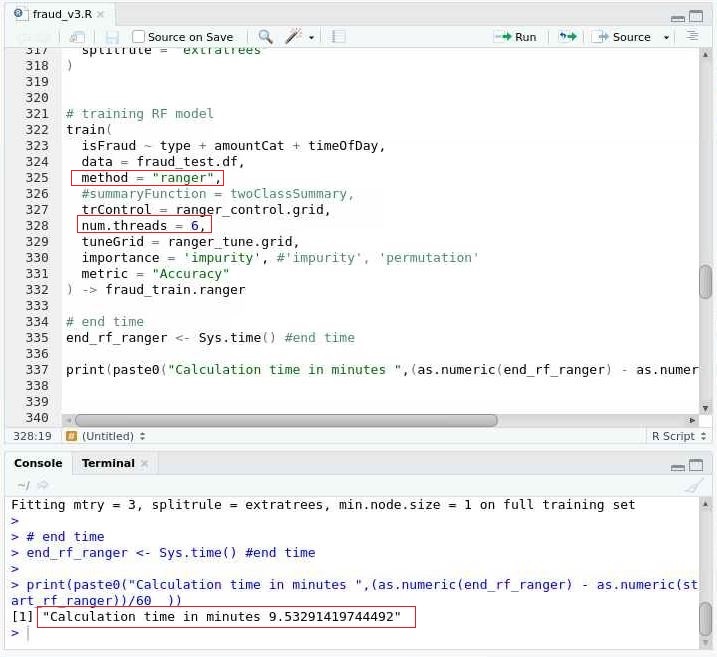 fraud_v3.R
Source on Save
Run
Source
317 splitrule = "extratrees"
318 )
319
320
321 # training RF model
322 train(
323 isFraud ~ type + amountCat + timeOfDay,
324 data = fraud_test.df,
325 method = "ranger",
326 #summaryFunction = twoClassSummary,
327 trControl = ranger_control.grid,
328 num.threads = 6,
329 tuneGrid = ranger_tune.grid,
330 importance = 'impurity', #'impurity', 'permutation'
331 metric = "Accuracy"
332 ) -> fraud_train.ranger
333
334 # end time
335 end_rf_ranger <- Sys.time() #end time
336
337 print(paste0("Calculation time in minutes ",(as.numeric(end_rf_ranger) - as.numer
338
339
340
328:19 # (Untitled) R Script
Console Terminal
~/
Fitting mtry = 3, splitrule = extratrees, min.node.size = 1 on full training set
>
> # end time
> end_rf_ranger <- Sys.time() #end time
>
> print(paste0("Calculation time in minutes ",(as.numeric(end_rf_ranger) - as.numeric(st
art_rf_ranger))/60 ))
[1] "Calculation time in minutes 9.53291419744492"
>